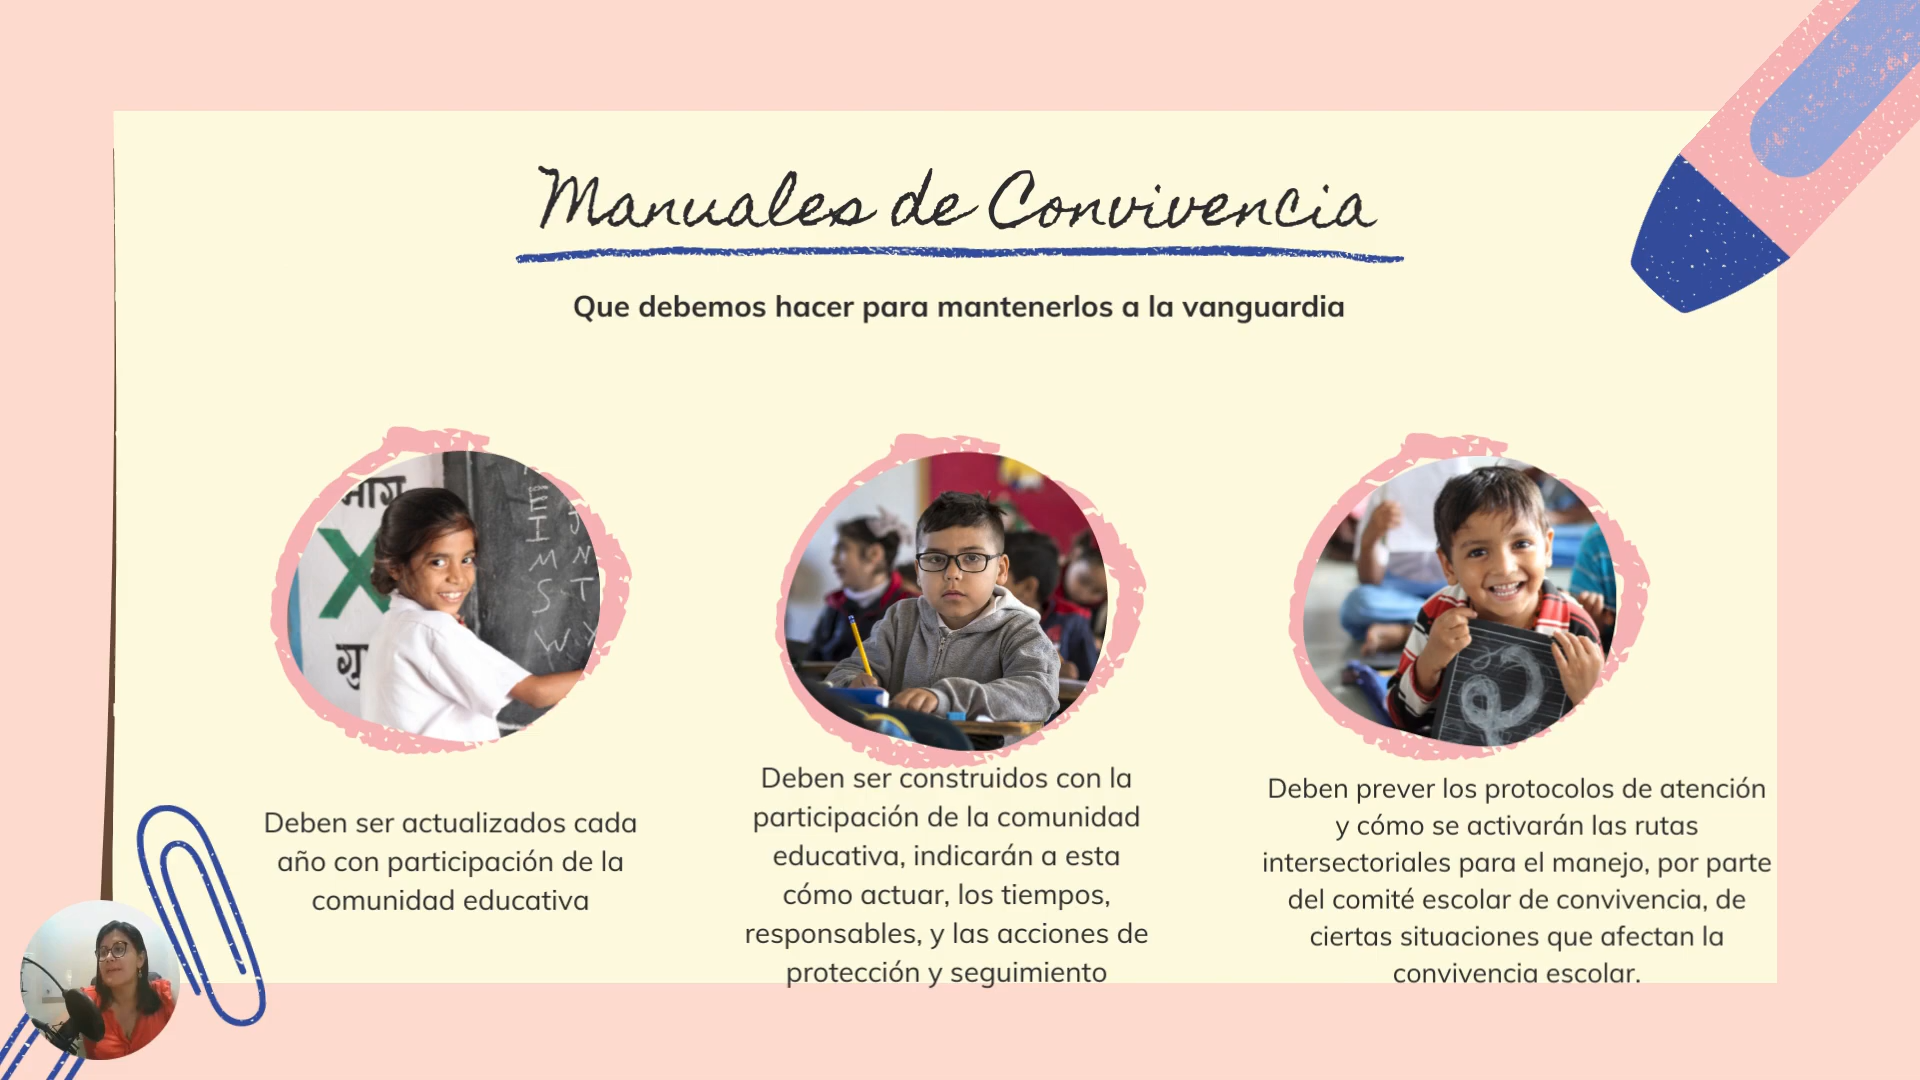 Manuales de Convivencia
Que debemos hacer para mantenerlos a la vanguardia
माग
X
गु
E
I
M
S
W
J
N
T
X
Deben ser actualizados cada
año con participación de la
comunidad educativa
Deben ser construidos con la
participación de la comunidad
educativa, indicarán a esta
cómo actuar, los tiempos,
responsables, y las acciones de
protección y seguimiento
Deben prever los protocolos de atención
y cómo se activarán las rutas
intersectoriales para el manejo, por parte
del comité escolar de convivencia, de
ciertas situaciones que afectan la
convivencia escolar.